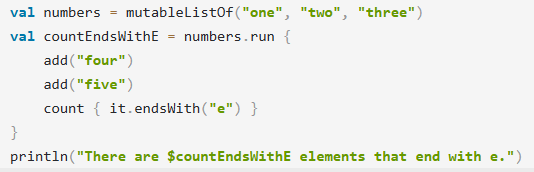 val numbers = mutableListOf("one", "two", "three")
val countEndsWithE = numbers.run {
    add("four")
    add("five")
    count { it.endsWith("e") }
}
println("There are $countEndsWithE elements that end with e.")